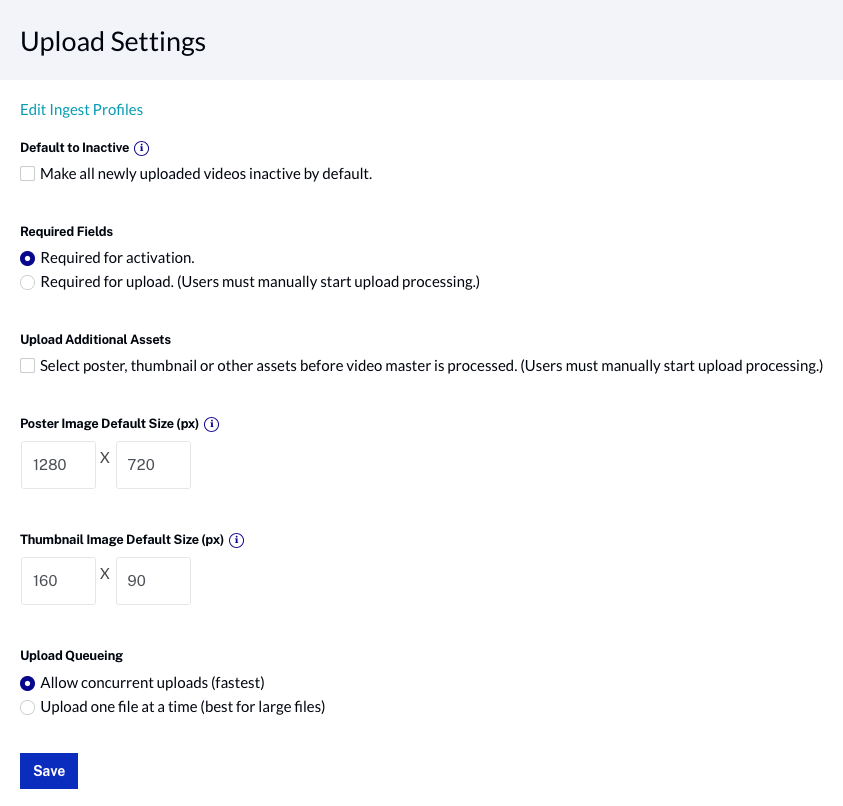 Upload Settings
Edit Ingest Profiles
Default to Inactive i
Make all newly uploaded videos inactive by default.
Required Fields
Required for activation.
Required for upload. (Users must manually start upload processing.)
Upload Additional Assets
Select poster, thumbnail or other assets before video master is processed. (Users must manually start upload processing.)
Poster Image Default Size (px) i
1280 X 720
Thumbnail Image Default Size (px) i
160 X 90
Upload Queueing
Allow concurrent uploads (fastest)
Upload one file at a time (best for large files)
Save